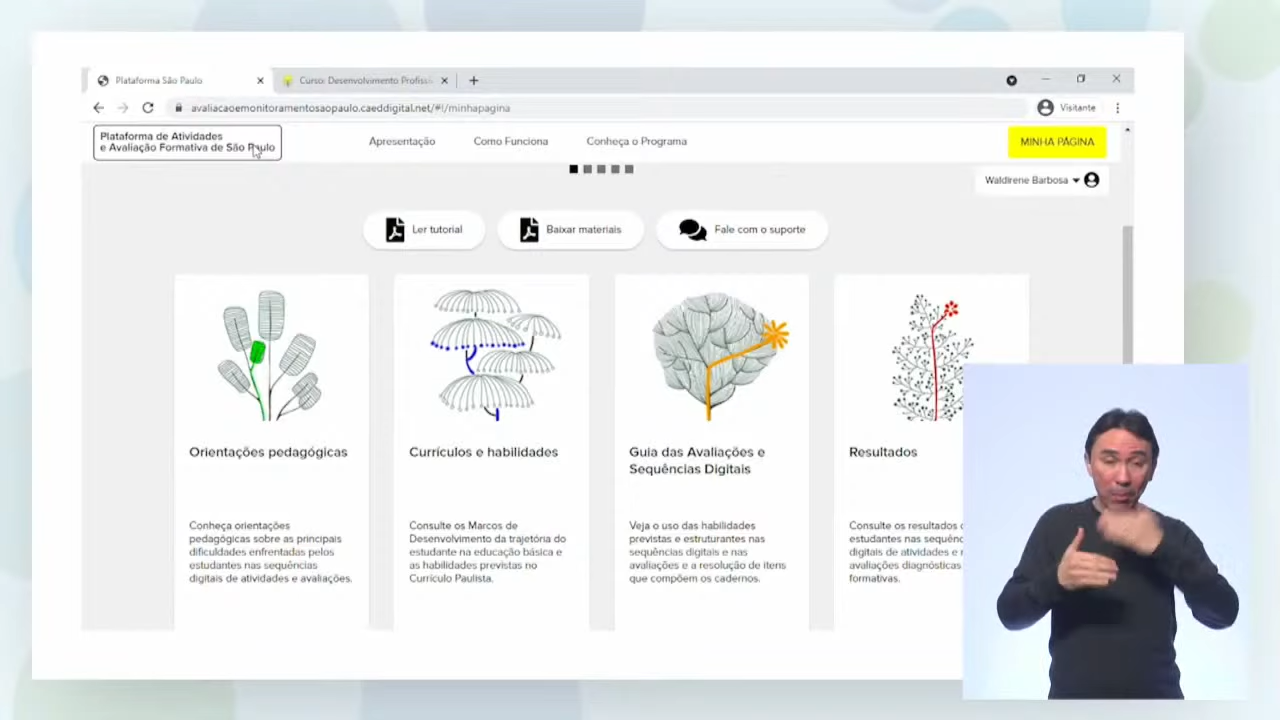 Plataforma São Paulo
Curso: Desenvolvimento Profissi
avaliacaoemonitoramentosaopaulo.caeddigital.net/#!/minhapagina
Visitante
Plataforma de Atividades
e Avaliação Formativa de São Paulo
Apresentação
Como Funciona
Conheça o Programa
MINHA PÁGINA
Waldirene Barbosa
Ler tutorial
Baixar materiais
Fale com o suporte
Orientações pedagógicas
Conheça orientações
pedagógicas sobre as principais
dificuldades enfrentadas pelos
estudantes nas sequências
digitais de atividades e avaliações.
Currículos e habilidades
Consulte os Marcos de
Desenvolvimento da trajetória do
estudante na educação básica e
as habilidades previstas no
Currículo Paulista.
Guia das Avaliações e
Sequências Digitais
Veja o uso das habilidades
previstas e estruturantes nas
sequências digitais e nas
avaliações e a resolução de itens
que compõem os cadernos.
Resultados
Consulte os resultados
estudantes nas sequênc
digitais de atividades e
avaliações diagnósticas
formativas.